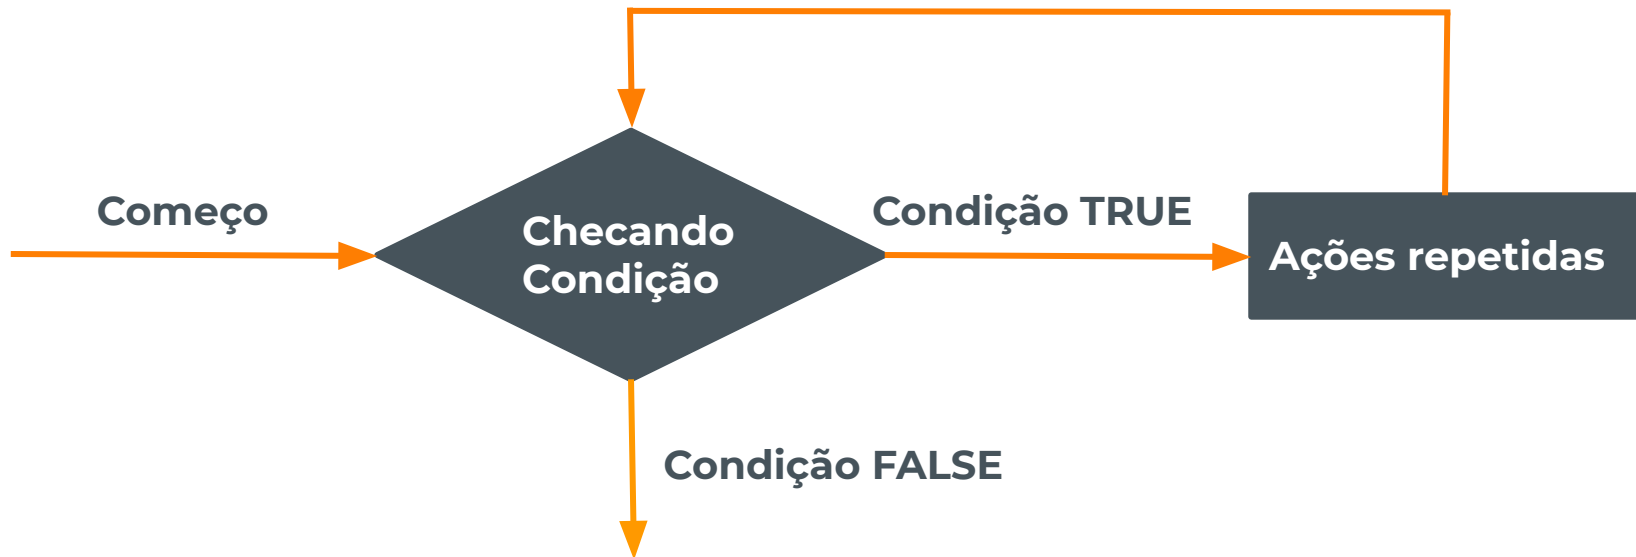 Começo
Checando
Condição
Condição TRUE
Ações repetidas
Condição FALSE